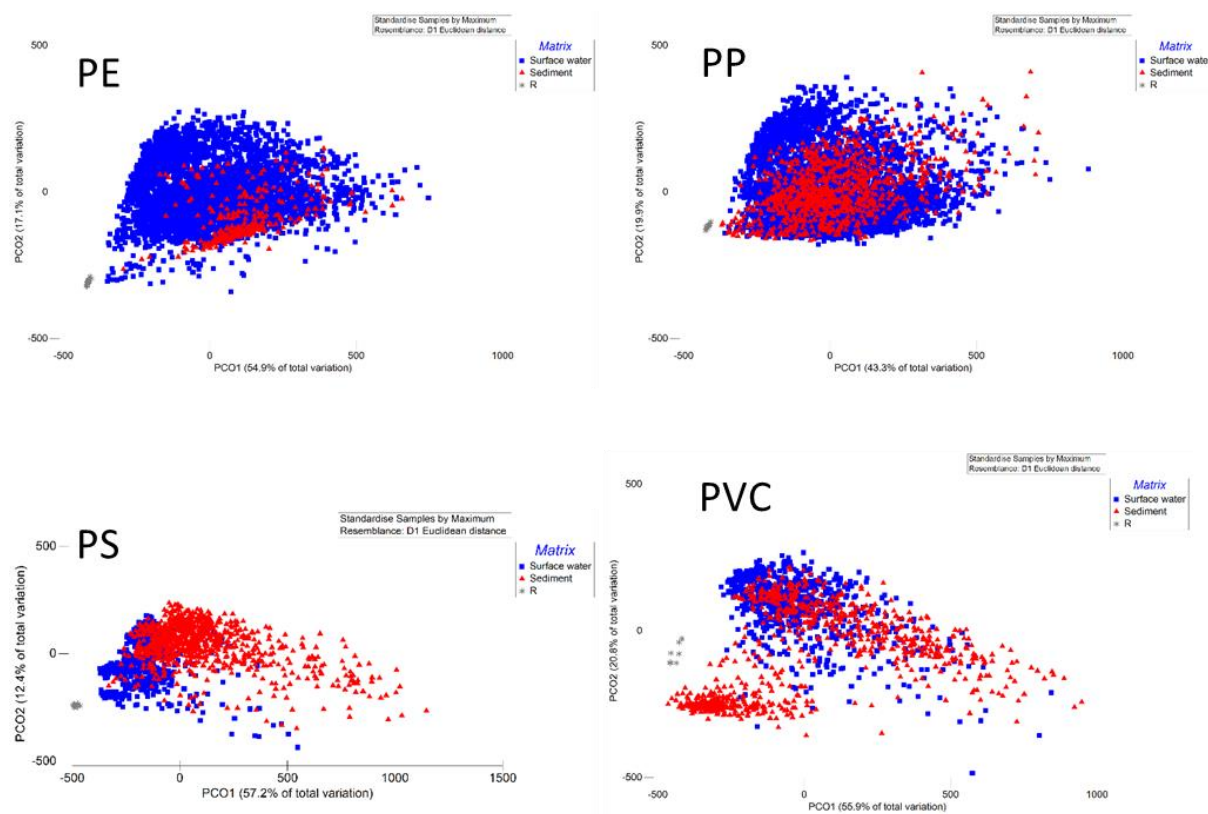 Standardise Samples by Maximum
Resemblance: D1 Euclidean distance
PE
Matrix
Surface water
Sediment
R
500
0
-500
PCO2 (17.1% of total variation)
-500
0
500
1000
PCO1 (54.9% of total variation)
Standardise Samples by Maximum
Resemblance: D1 Euclidean distance
PP
Matrix
Surface water
Sediment
R
500
0
-500
PCO2 (19.9% of total variation)
-500
0
500
1000
PCO1 (43.3% of total variation)
Standardise Samples by Maximum
Resemblance: D1 Euclidean distance
PS
Matrix
Surface water
Sediment
R
500
0
-500
PCO2 (12.4% of total variation)
-500
0
500
1000
1500
PCO1 (57.2% of total variation)
Standardise Samples by Maximum
Resemblance: D1 Euclidean distance
PVC
Matrix
Surface water
Sediment
R
500
0
-500
PCO2 (20.8% of total variation)
-500
0
500
1000
PCO1 (55.9% of total variation)